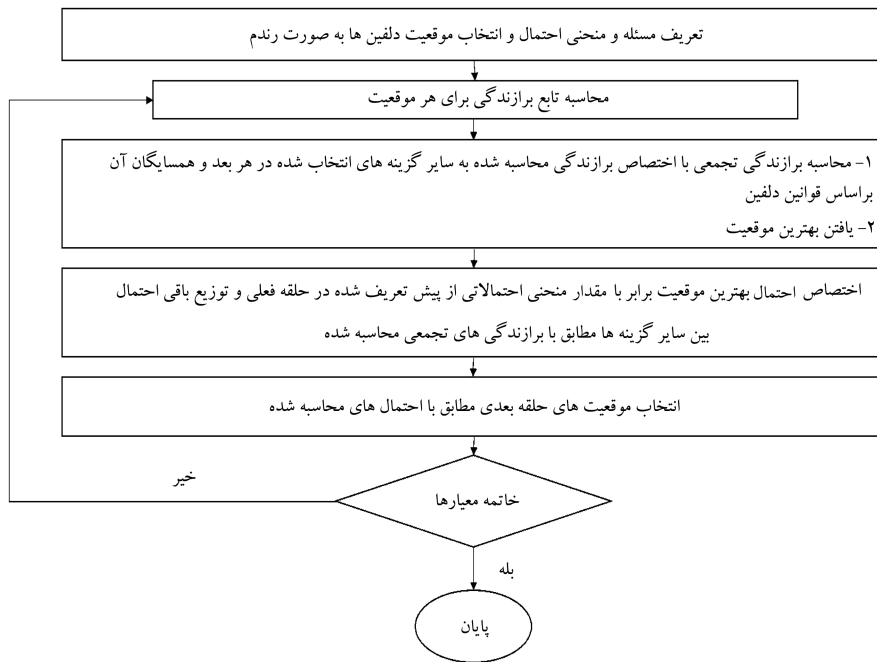 تعریف مسئله و منحنی احتمال و انتخاب موقعیت دلفین ها به صورت رندم
محاسبه تابع برازندگی برای هر موقعیت
۱- محاسبه برازندگی تجمعی با اختصاص برازندگی محاسبه شده به سایر گزینه های انتخاب شده در هر بعد و همسایگان آن
براساس قوانین دلفین
۲- یافتن بهترین موقعیت
اختصاص احتمال بهترین موقعیت برابر با مقدار منحنی احتمالاتی از پیش تعریف شده در حلقه فعلی و توزیع باقی احتمال
بین سایر گزینه ها مطابق با برازندگی های تجمعی محاسبه شده
انتخاب موقعیت های حلقه بعدی مطابق با احتمال های محاسبه شده
خاتمه معیارها
خیر
بله
پایان